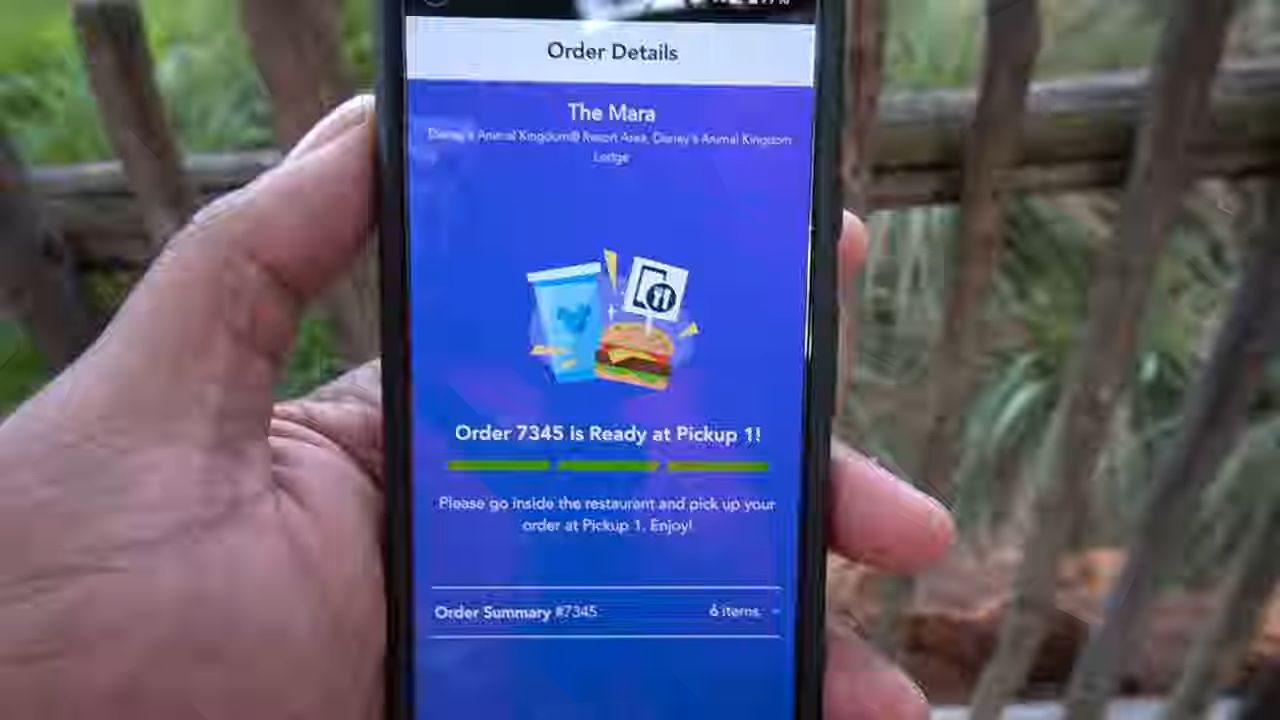 Order Details
The Mara
Disney's Animal Kingdom® Resort Area, Disney's Animal Kingdom
Lodge
Order 7345 is Ready at Pickup 1!
Please go inside the restaurant and pick up your
order at Pickup 1. Enjoy!
Order Summary #7345 6 items